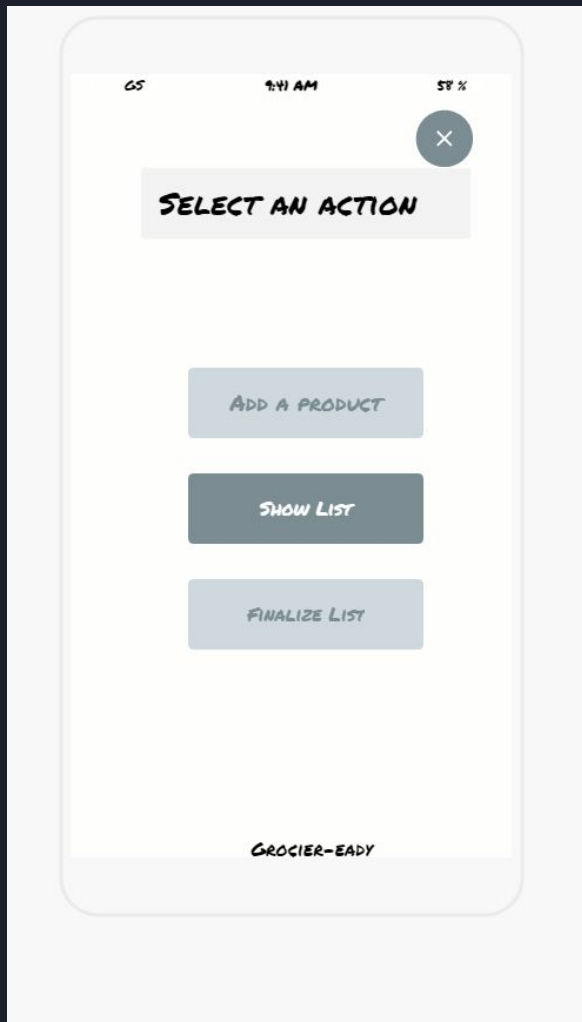 GS 9:41 AM 58 %
Select an action
Add a product
Show List
Finalize List
Grocier-eady